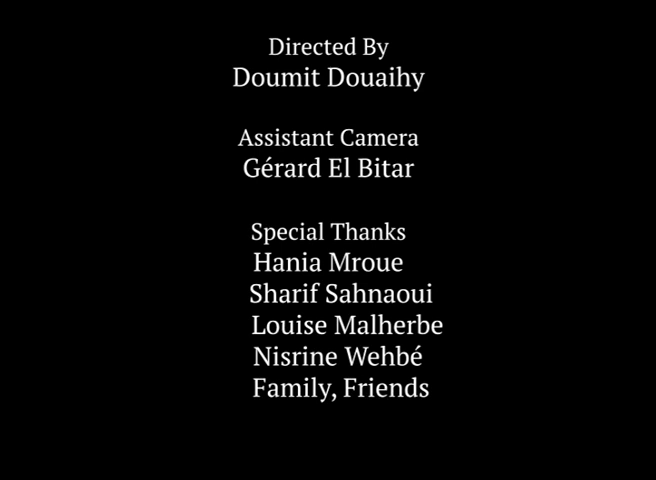 Directed By
Doumit Douaihy
Assistant Camera
Gérard El Bitar
Special Thanks
Hania Mroue
Sharif Sahnaoui
Louise Malherbe
Nisrine Wehbé
Family, Friends